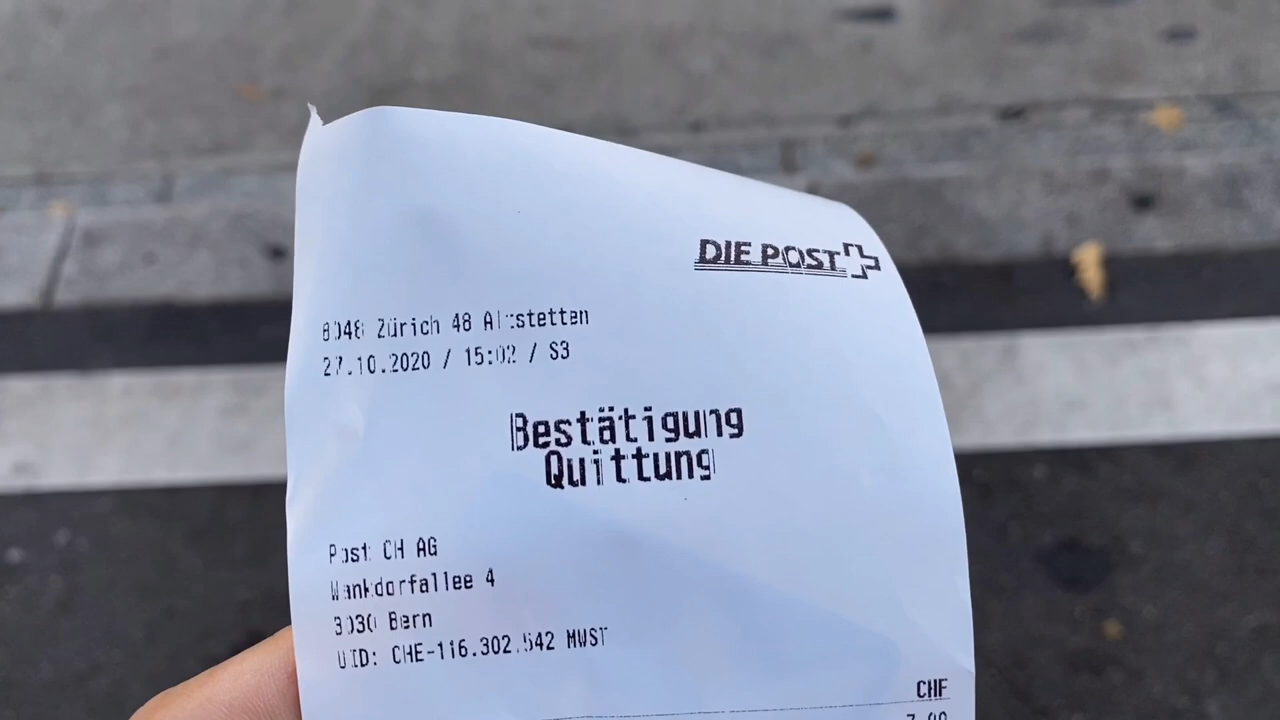 DIE POST
8048 Zürich 48 Altstetten
27.10.2020 / 15:02 / S3
Bestätigung
Quittung
Post CH AG
Wankdorfallee 4
3030 Bern
UID: CHE-116.302.542 MWST
CHF